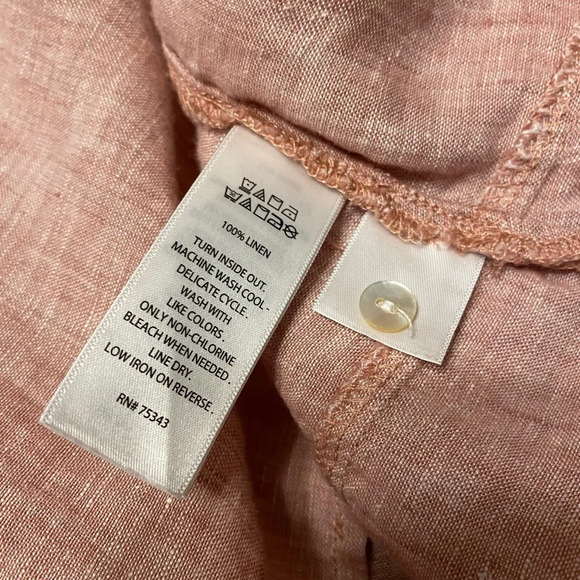 100% LINEN
TURN INSIDE OUT.
MACHINE WASH COOL -
DELICATE CYCLE.
WASH WITH
LIKE COLORS.
ONLY NON-CHLORINE
BLEACH WHEN NEEDED.
LINE DRY.
LOW IRON ON REVERSE.
RN# 75343